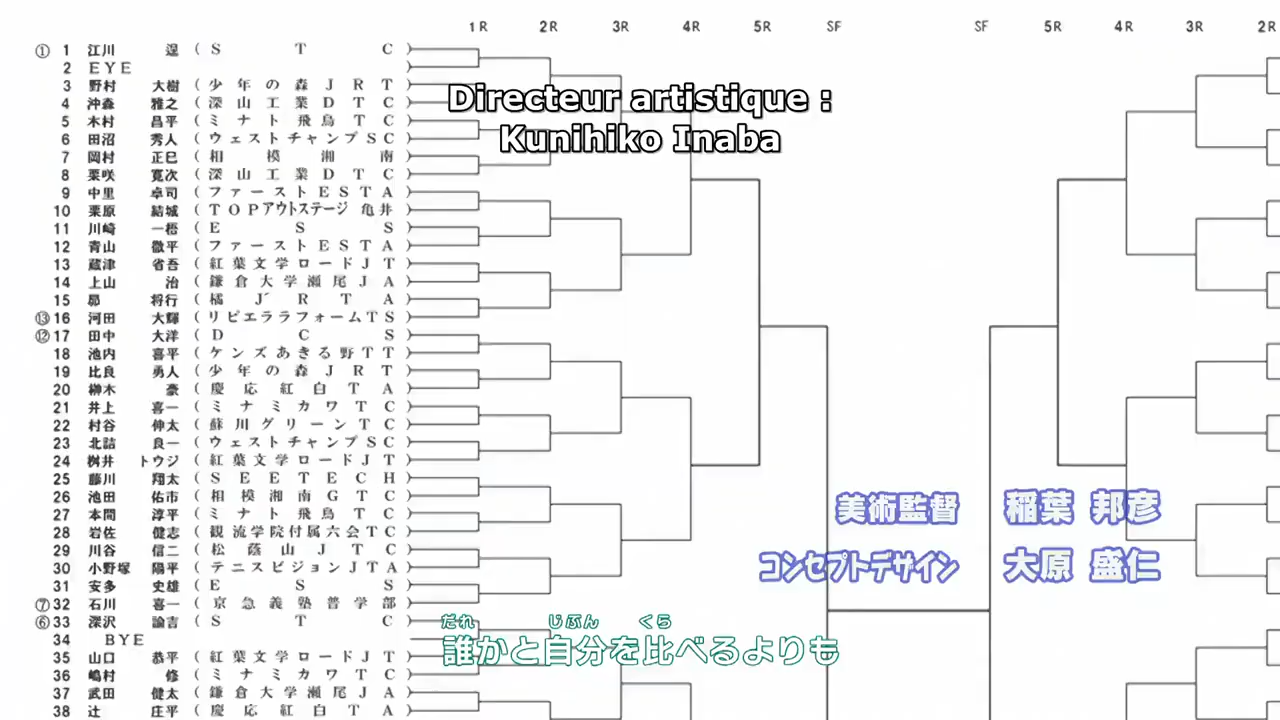 1R 2R 3R 4R 5R SF SF 5R 4R 3R 2R
① 1 江川 逞 (STC)
2 EYE
3 野村 大樹 (少年の森JRT)
4 沖森 雅之 (深山工業DTC)
5 木村 昌平 (ミナト飛鳥TC)
6 田沼 秀人 (ウェストチャンプSC)
7 岡村 正巳 (相模湘南)
8 栗咲 寛次 (深山工業DTC)
9 中里 卓司 (ファーストESTA)
10 栗原 結城 (TOPアウトステージ 亀井)
11 川崎 一悟 (ESS)
12 青山 徹平 (ファーストESTA)
13 蔵津 省吾 (紅葉文学ロードJT)
14 上山 治 (鎌倉大学瀬尾JA)
15 昴 将行 (橘JRTA)
⑬ 16 河田 大輝 (リビエララフォームTS)
⑫ 17 田中 大洋 (DCS)
18 池内 喜平 (ケンズあきる野TT)
19 比良 勇人 (少年の森JRT)
20 榊木 豪 (慶応紅白TA)
21 井上 喜一 (ミナミカワTC)
22 村谷 伸太 (蘇川グリーンTC)
23 北詰 良一 (ウェストチャンプSC)
24 桝井 トウジ (紅葉文学ロードJT)
25 藤川 翔太 (SEETECH)
26 池田 佑市 (相模湘南GTC)
27 本間 淳平 (ミナト飛鳥TC)
28 岩佐 健志 (観流学院付属六会TC)
29 川谷 信二 (松蔭山JTC)
30 小野塚 陽平 (テニスビジョンJTA)
31 安多 史雄 (ESS)
⑦ 32 石川 喜一 (京急義塾普学部)
⑥ 33 深沢 諭吉 (STC)
34 BYE
35 山口 恭平 (紅葉文学ロードJT)
36 嶋村 修 (ミナミカワTC)
37 武田 健太 (鎌倉大学瀬尾JA)
38 辻 庄平 (慶応紅白TA)
Directeur artistique :
Kunihiko Inaba
美術監督 稲葉 邦彦
コンセプトデザイン 大原 盛仁
だれ じぶん くら
誰かと自分を比べるよりも